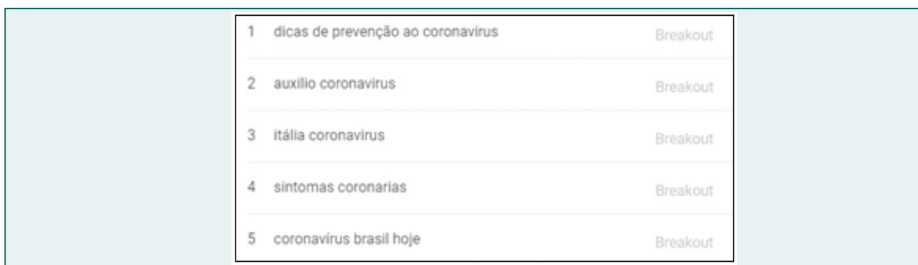 1 dicas de prevenção ao coronavirus Breakout
2 auxilio coronavirus Breakout
3 itália coronavirus Breakout
4 sintomas coronarias Breakout
5 coronavírus brasil hoje Breakout